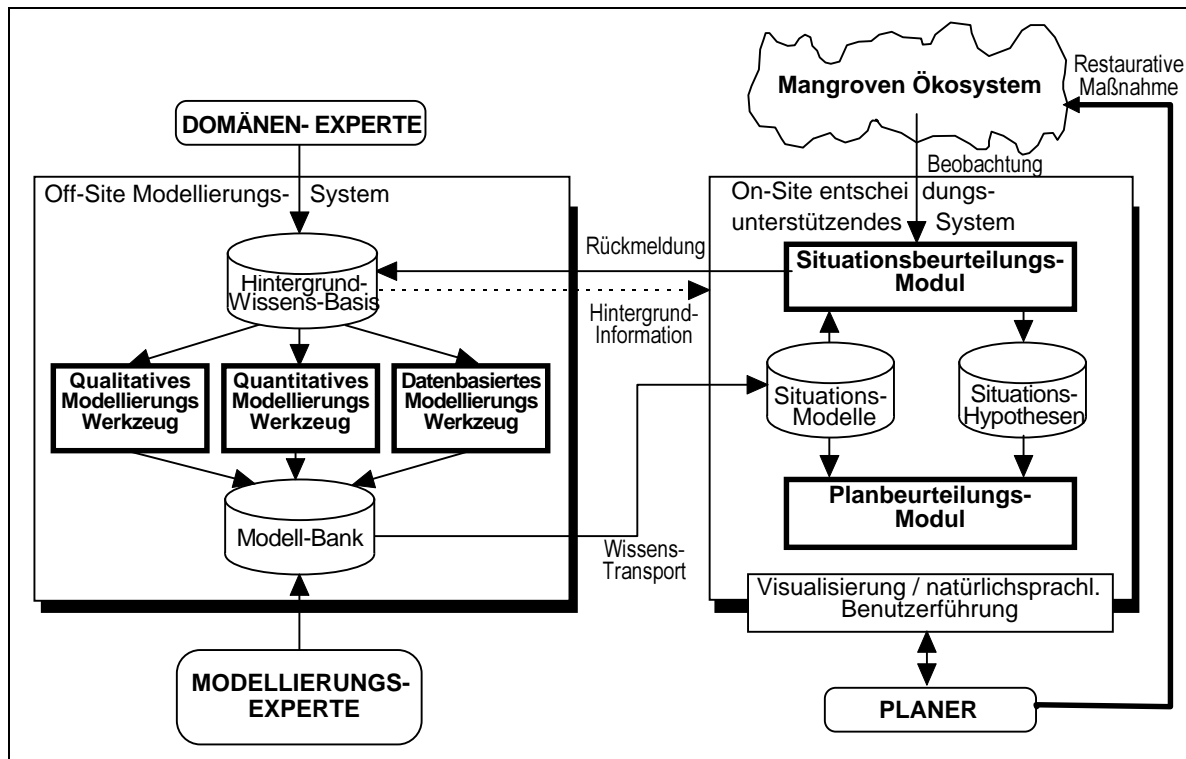 Mangroven Ökosystem
Restaurative
Maßnahme
DOMÄNEN- EXPERTE
Beobachtung
Off-Site Modellierungs- System
On-Site entschei dungs-
unterstützendes System
Rückmeldung
Situationsbeurteilungs-
Modul
Hintergrund-
Wissens-Basis
Hintergrund-
Information
Qualitatives
Modellierungs
Werkzeug
Quantitatives
Modellierungs
Werkzeug
Datenbasiertes
Modellierungs
Werkzeug
Situations-
Modelle
Situations-
Hypothesen
Planbeurteilungs-
Modul
Modell-Bank
Wissens-
Transport
Visualisierung / natürlichsprachl.
Benutzerführung
MODELLIERUNGS-
EXPERTE
PLANER